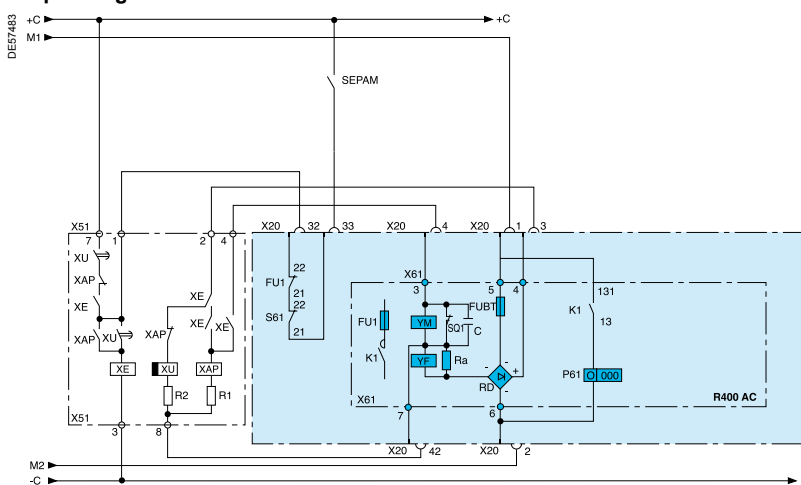 DE57483
+C
+C
M1
SEPAM
X51
7
1
2
4
X20
32
33
X20
4
X20
1
3
XU
XAP
XE
XAP
XU
XE
XE
XE
XAP
XE
XU
XAP
R2
R1
X51
3
8
22
FU1
21
22
S61
21
X61
3
5
4
131
FU1
YM
SQ1
C
FUBT
K1
13
K1
YF
Ra
RD
-
-
+
-
P61
000
X61
7
6
R400 AC
X20
42
X20
2
M2
-C